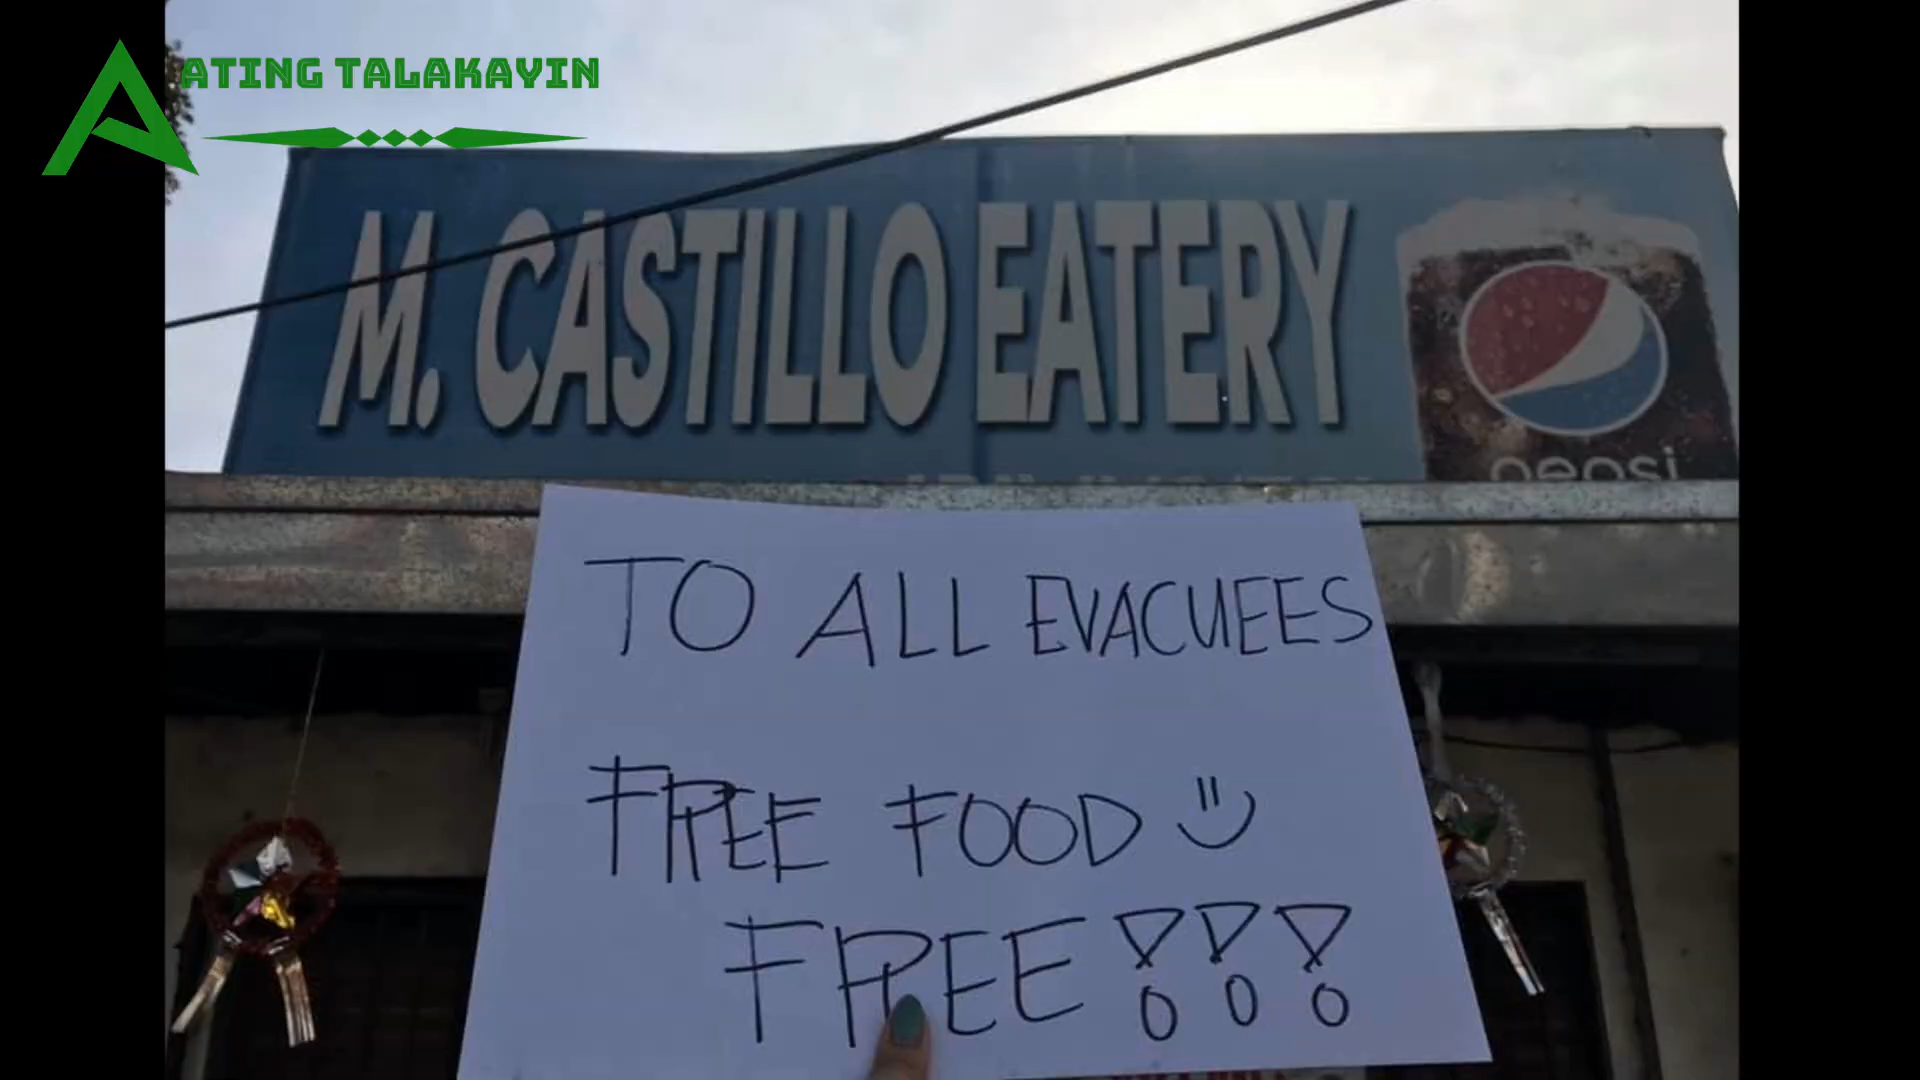 ATING TALAKAYIN
M. CASTILLO EATERY
pepsi
TO ALL EVACUEES
FREE FOOD
FREE!!!